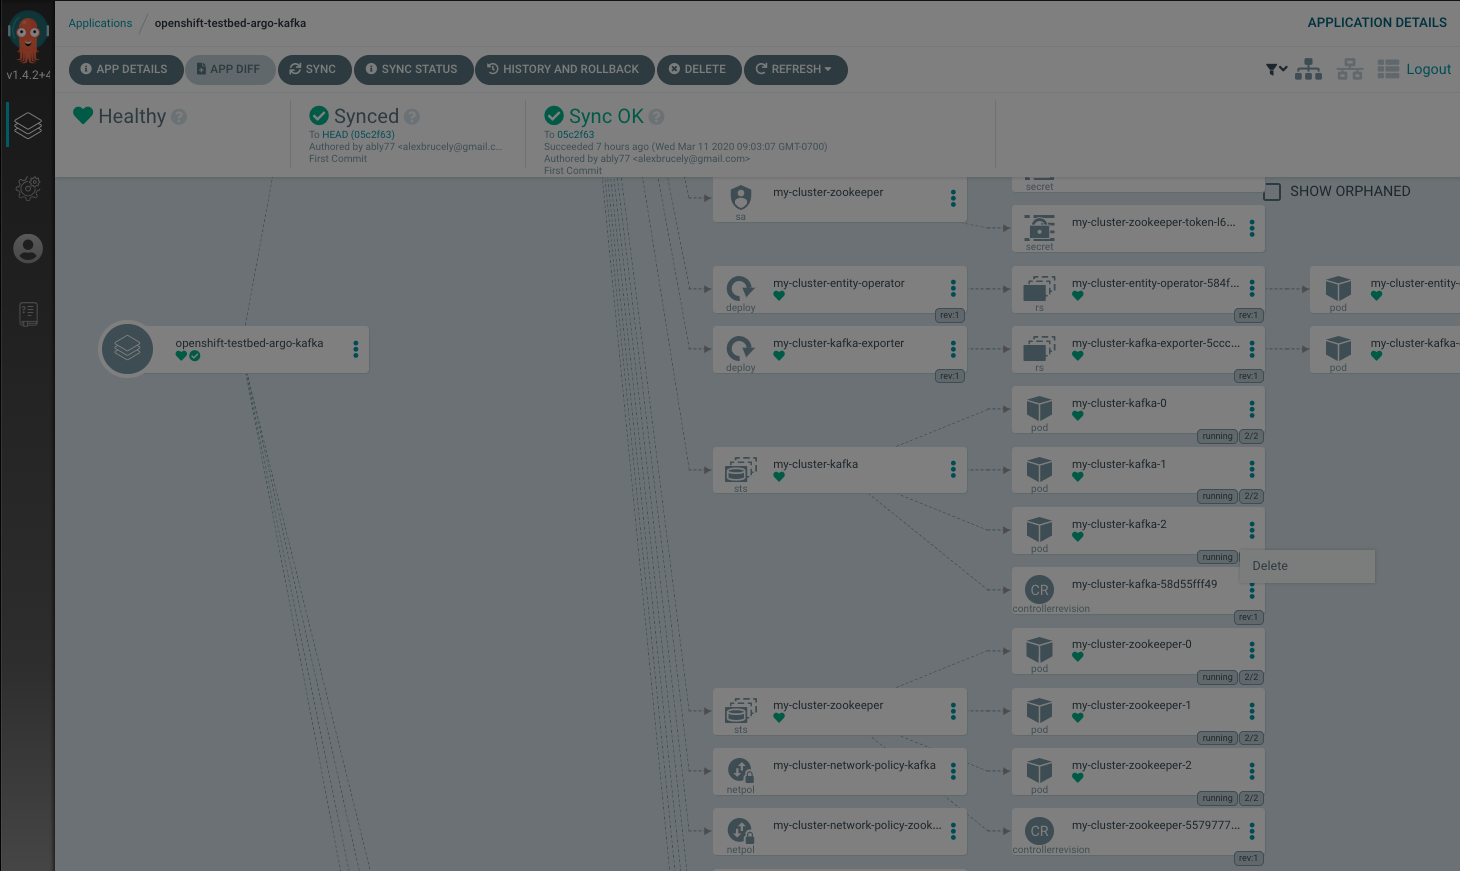 Applications / openshift-testbed-argo-kafka
APPLICATION DETAILS
v1.4.2+4
APP DETAILS
APP DIFF
SYNC
SYNC STATUS
HISTORY AND ROLLBACK
DELETE
REFRESH
Logout
Healthy
Synced
To HEAD (05c2f63)
Authored by ably77 <alexbrucely@gmail.c...
First Commit
Sync OK
To 05c2f63
Succeeded 7 hours ago (Wed Mar 11 2020 09:03:07 GMT-0700)
Authored by ably77 <alexbrucely@gmail.com>
First Commit
SHOW ORPHANED
openshift-testbed-argo-kafka
my-cluster-zookeeper
sa
secret
my-cluster-zookeeper-token-l6...
secret
my-cluster-entity-operator
deploy
rev:1
my-cluster-entity-operator-584f...
rs
rev:1
my-cluster-entity-
pod
my-cluster-kafka-exporter
deploy
rev:1
my-cluster-kafka-exporter-5ccc...
rs
rev:1
my-cluster-kafka-
pod
my-cluster-kafka-0
pod
running 2/2
my-cluster-kafka
sts
my-cluster-kafka-1
pod
running 2/2
my-cluster-kafka-2
pod
running
Delete
my-cluster-kafka-58d55fff49
CR
controllerrevision
rev:1
my-cluster-zookeeper-0
pod
running 2/2
my-cluster-zookeeper
sts
my-cluster-zookeeper-1
pod
running 2/2
my-cluster-network-policy-kafka
netpol
my-cluster-zookeeper-2
pod
running 2/2
my-cluster-network-policy-zook...
netpol
my-cluster-zookeeper-5579777...
CR
controllerrevision
rev:1